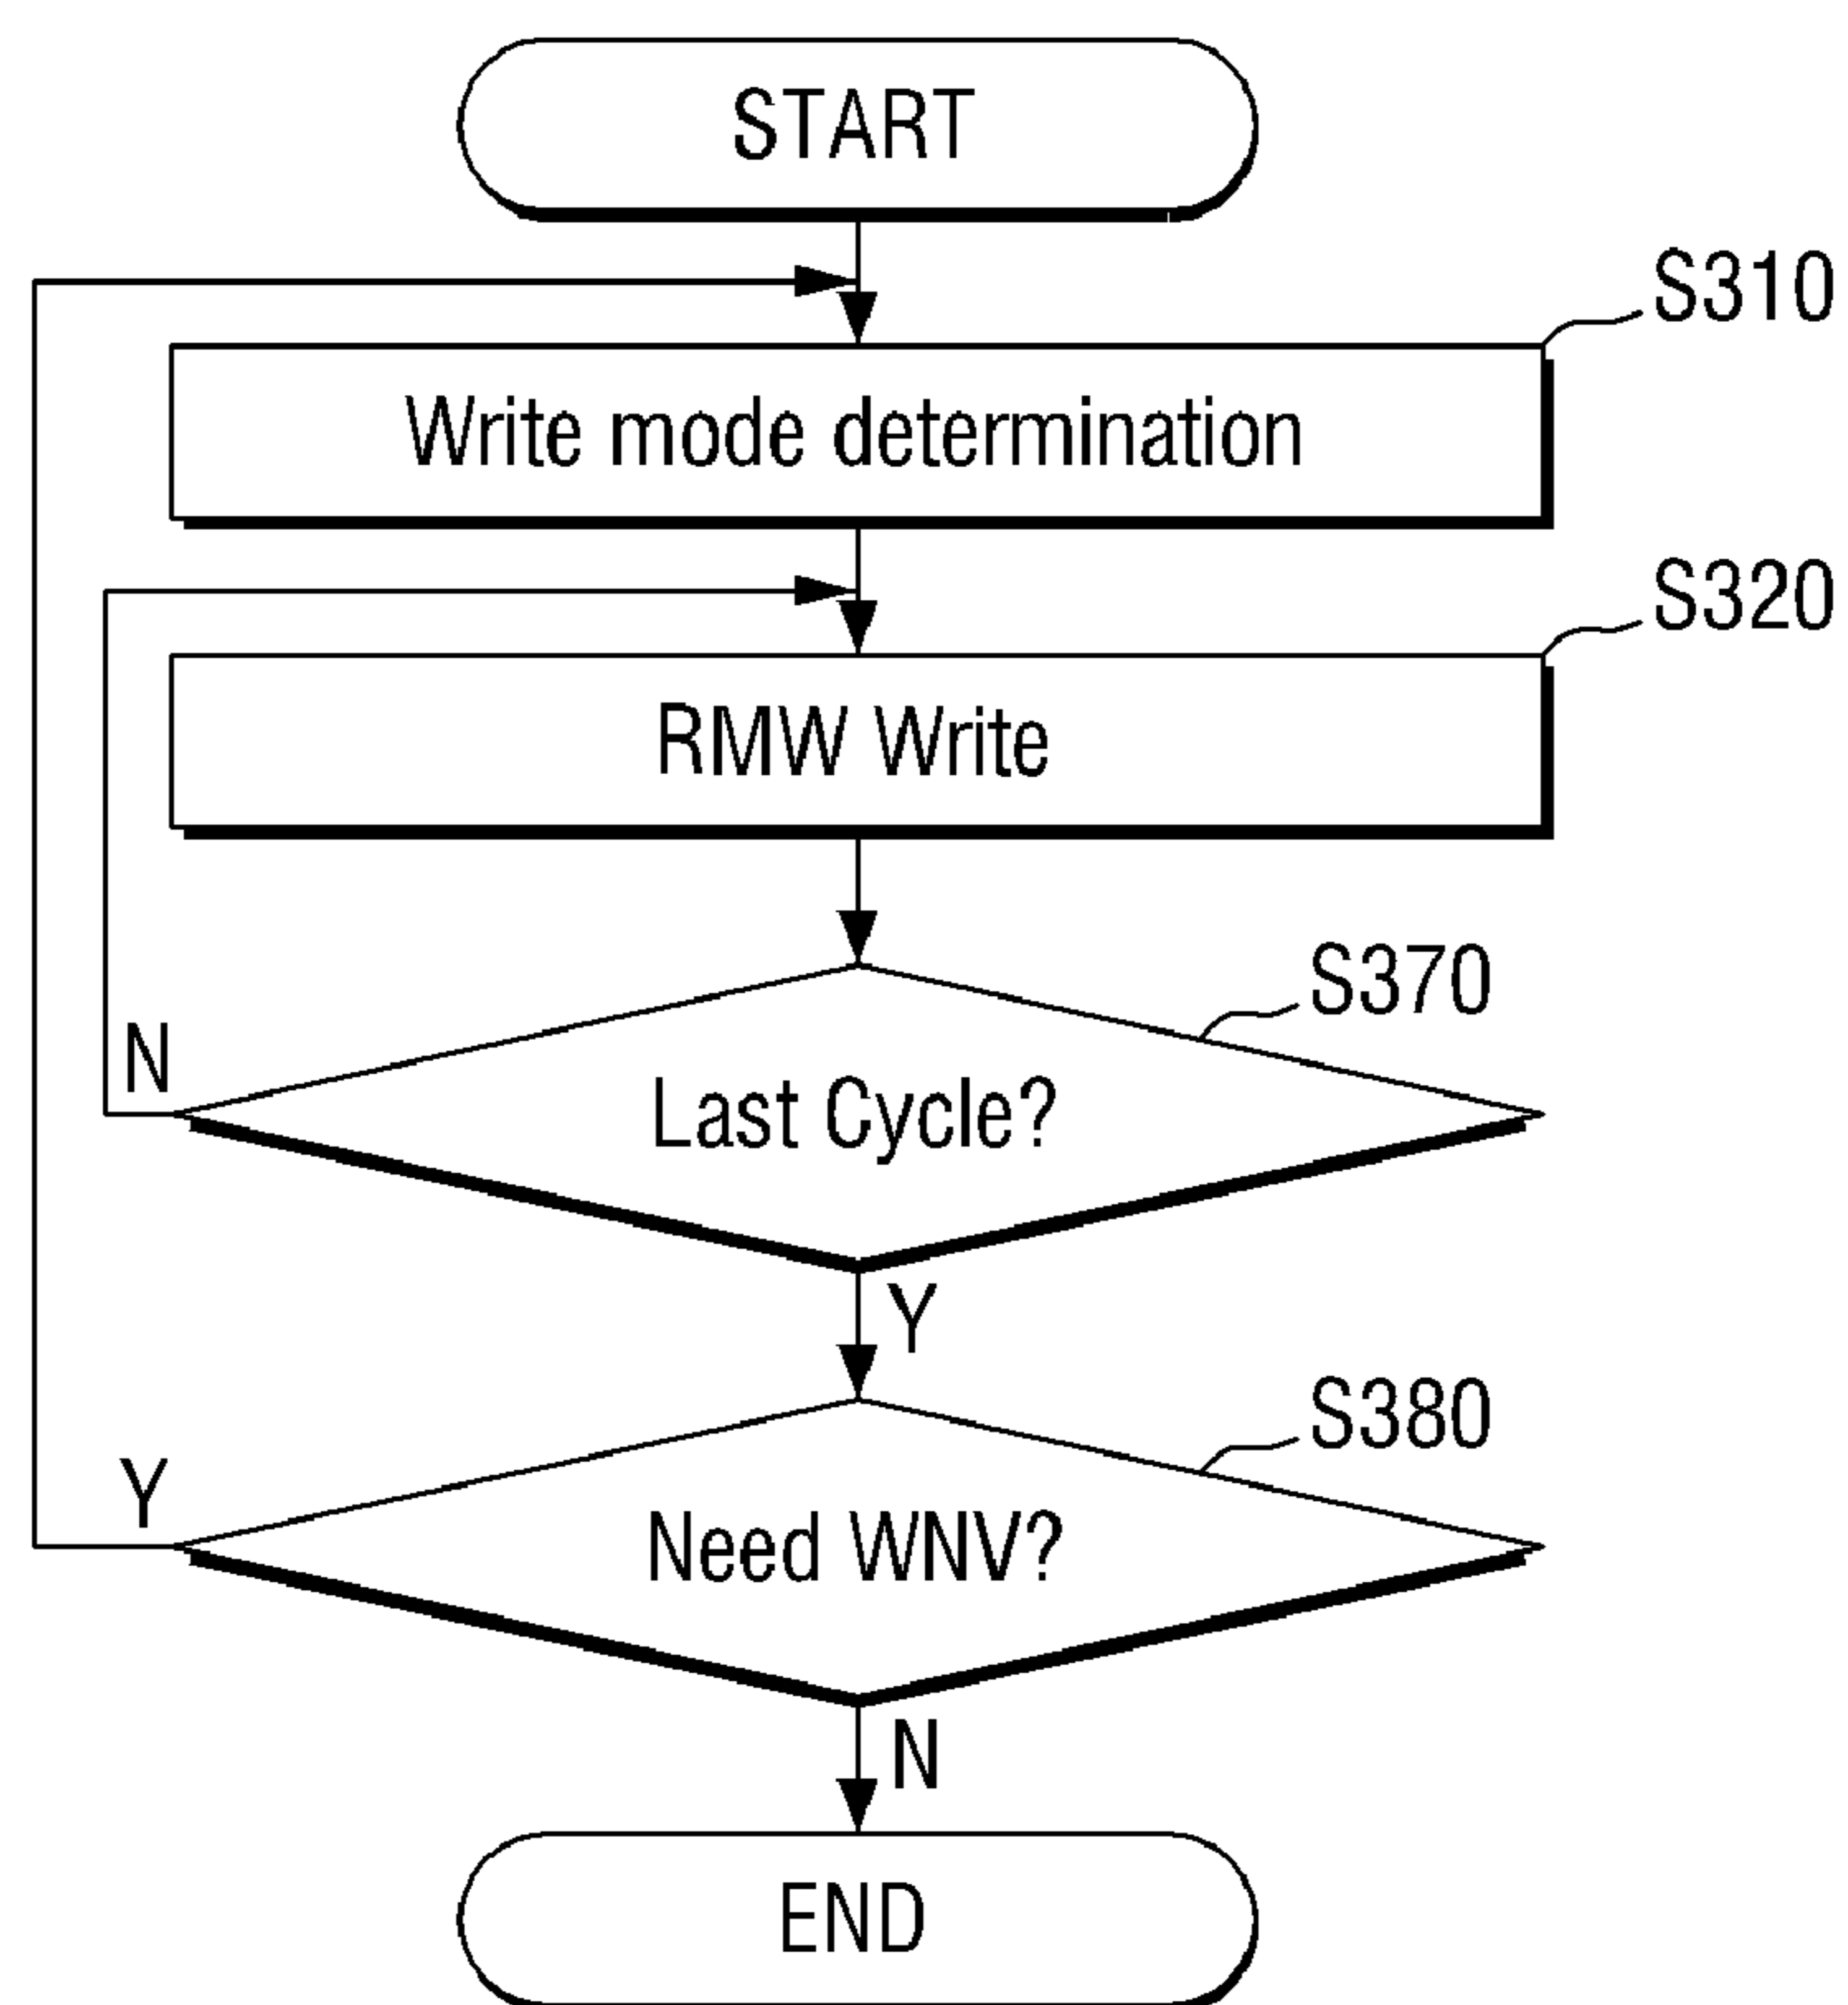 START
S310
Write mode determination
S320
RMW Write
S370
N
Last Cycle?
Y
S380
Y
Need WNV?
N
END